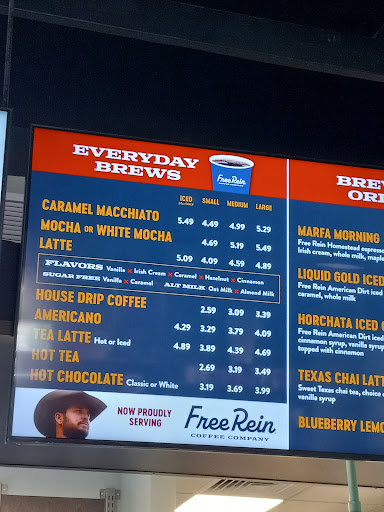 EVERYDAY
BREWS
Free Rein
COFFEE COMPANY
ICED
SMALL
MEDIUM
LARGE
CARAMEL MACCHIATO 5.49 4.49 4.99 5.29
MOCHA OR WHITE MOCHA 4.69 5.19 5.49
LATTE 5.09 4.09 4.59 4.89
FLAVORS Vanilla × Irish Cream × Caramel × Hazelnut × Cinnamon
SUGAR FREE Vanilla × Caramel ALT MILK Oat Milk × Almond Milk
HOUSE DRIP COFFEE 2.59 3.09 3.39
AMERICANO 4.29 3.29 3.79 4.09
TEA LATTE Hot or Iced 4.89 3.89 4.39 4.69
HOT TEA 2.69 3.19 3.49
HOT CHOCOLATE Classic or White 3.19 3.69 3.99
NOW PROUDLY
SERVING
Free Rein
COFFEE COMPANY
BREW
ORI
MARFA MORNING
Free Rein Homestead espresso
Irish cream, whole milk, maple
LIQUID GOLD ICED
Free Rein American Dirt iced
caramel, whole milk
HORCHATA ICED C
Free Rein American Dirt iced
cinnamon syrup, vanilla syrup
topped with cinnamon
TEXAS CHAI LATT
Sweet Texas chai tea, choice
vanilla syrup
BLUEBERRY LEMO
Free Rein